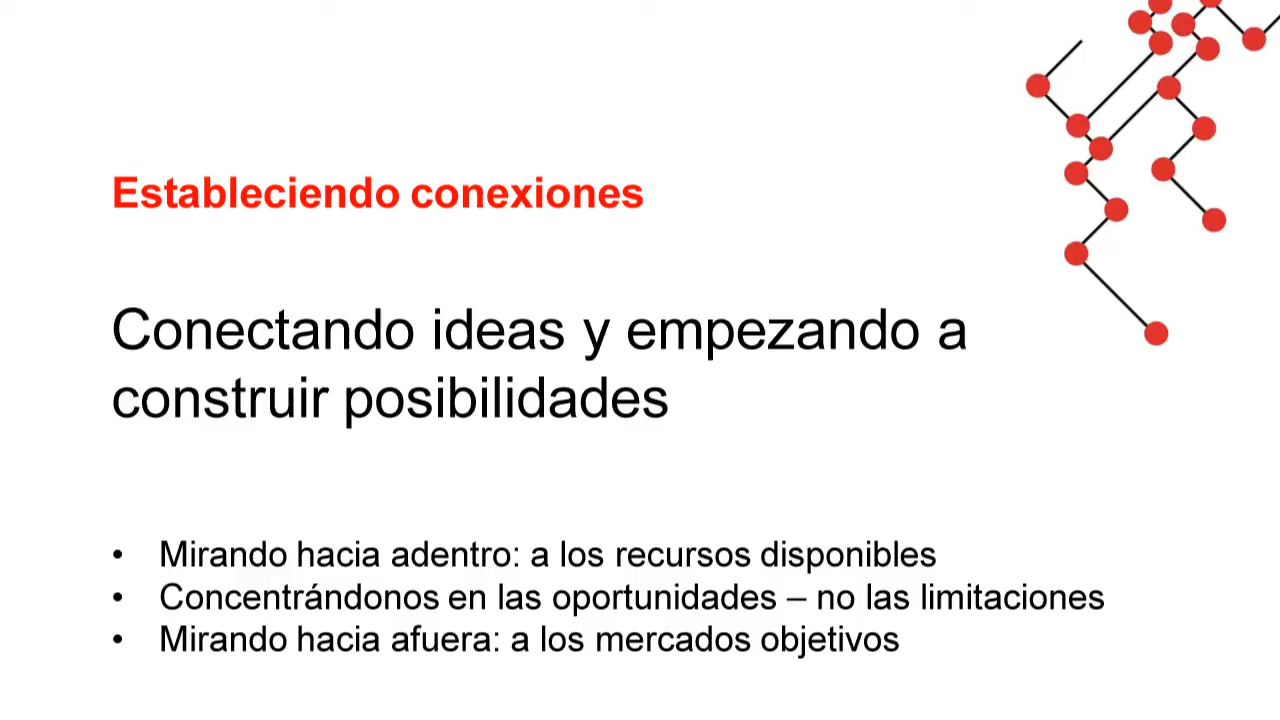 Estableciendo conexiones
Conectando ideas y empezando a
construir posibilidades
• Mirando hacia adentro: a los recursos disponibles
• Concentrándonos en las oportunidades – no las limitaciones
• Mirando hacia afuera: a los mercados objetivos